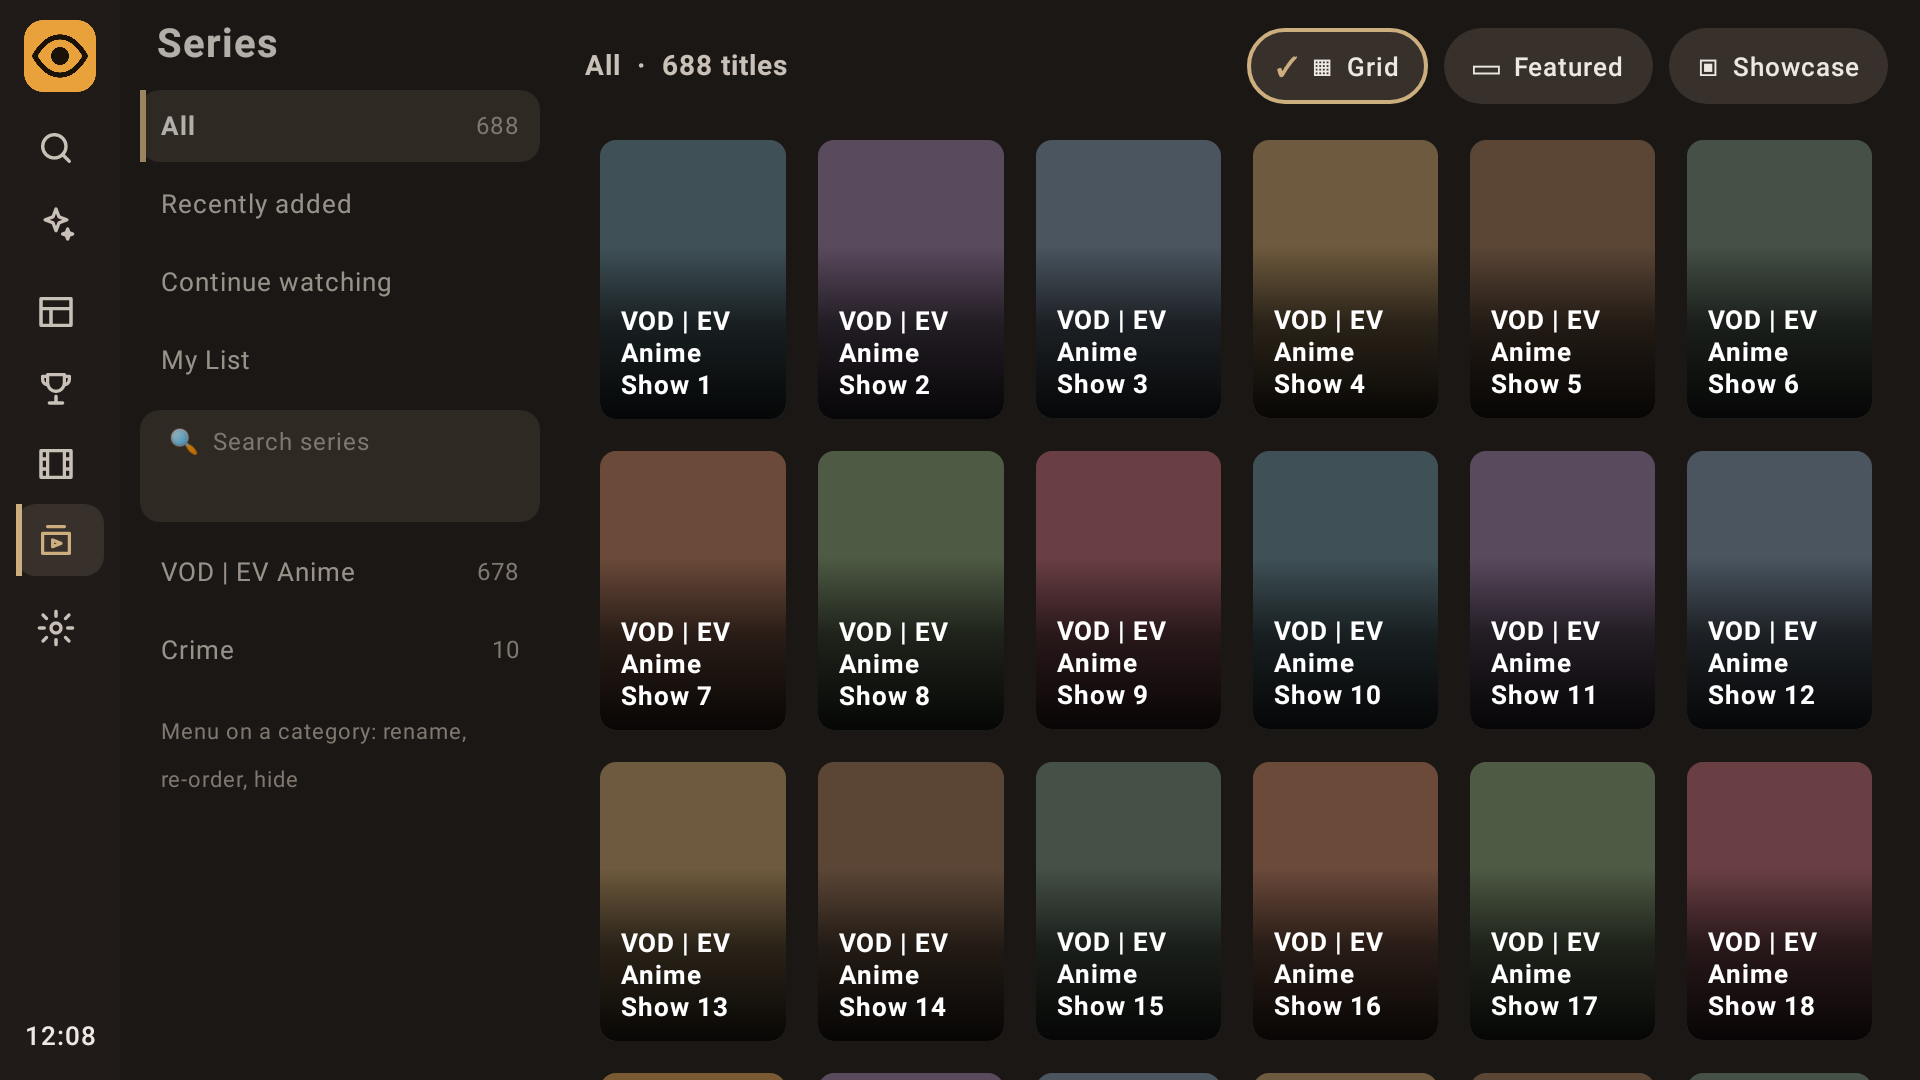 Series
All 688
Recently added
Continue watching
My List
Search series
VOD | EV Anime 678
Crime 10
Menu on a category: rename,
re-order, hide
12:08
All · 688 titles
✓ Grid
Featured
Showcase
VOD | EV
Anime
Show 1
VOD | EV
Anime
Show 2
VOD | EV
Anime
Show 3
VOD | EV
Anime
Show 4
VOD | EV
Anime
Show 5
VOD | EV
Anime
Show 6
VOD | EV
Anime
Show 7
VOD | EV
Anime
Show 8
VOD | EV
Anime
Show 9
VOD | EV
Anime
Show 10
VOD | EV
Anime
Show 11
VOD | EV
Anime
Show 12
VOD | EV
Anime
Show 13
VOD | EV
Anime
Show 14
VOD | EV
Anime
Show 15
VOD | EV
Anime
Show 16
VOD | EV
Anime
Show 17
VOD | EV
Anime
Show 18